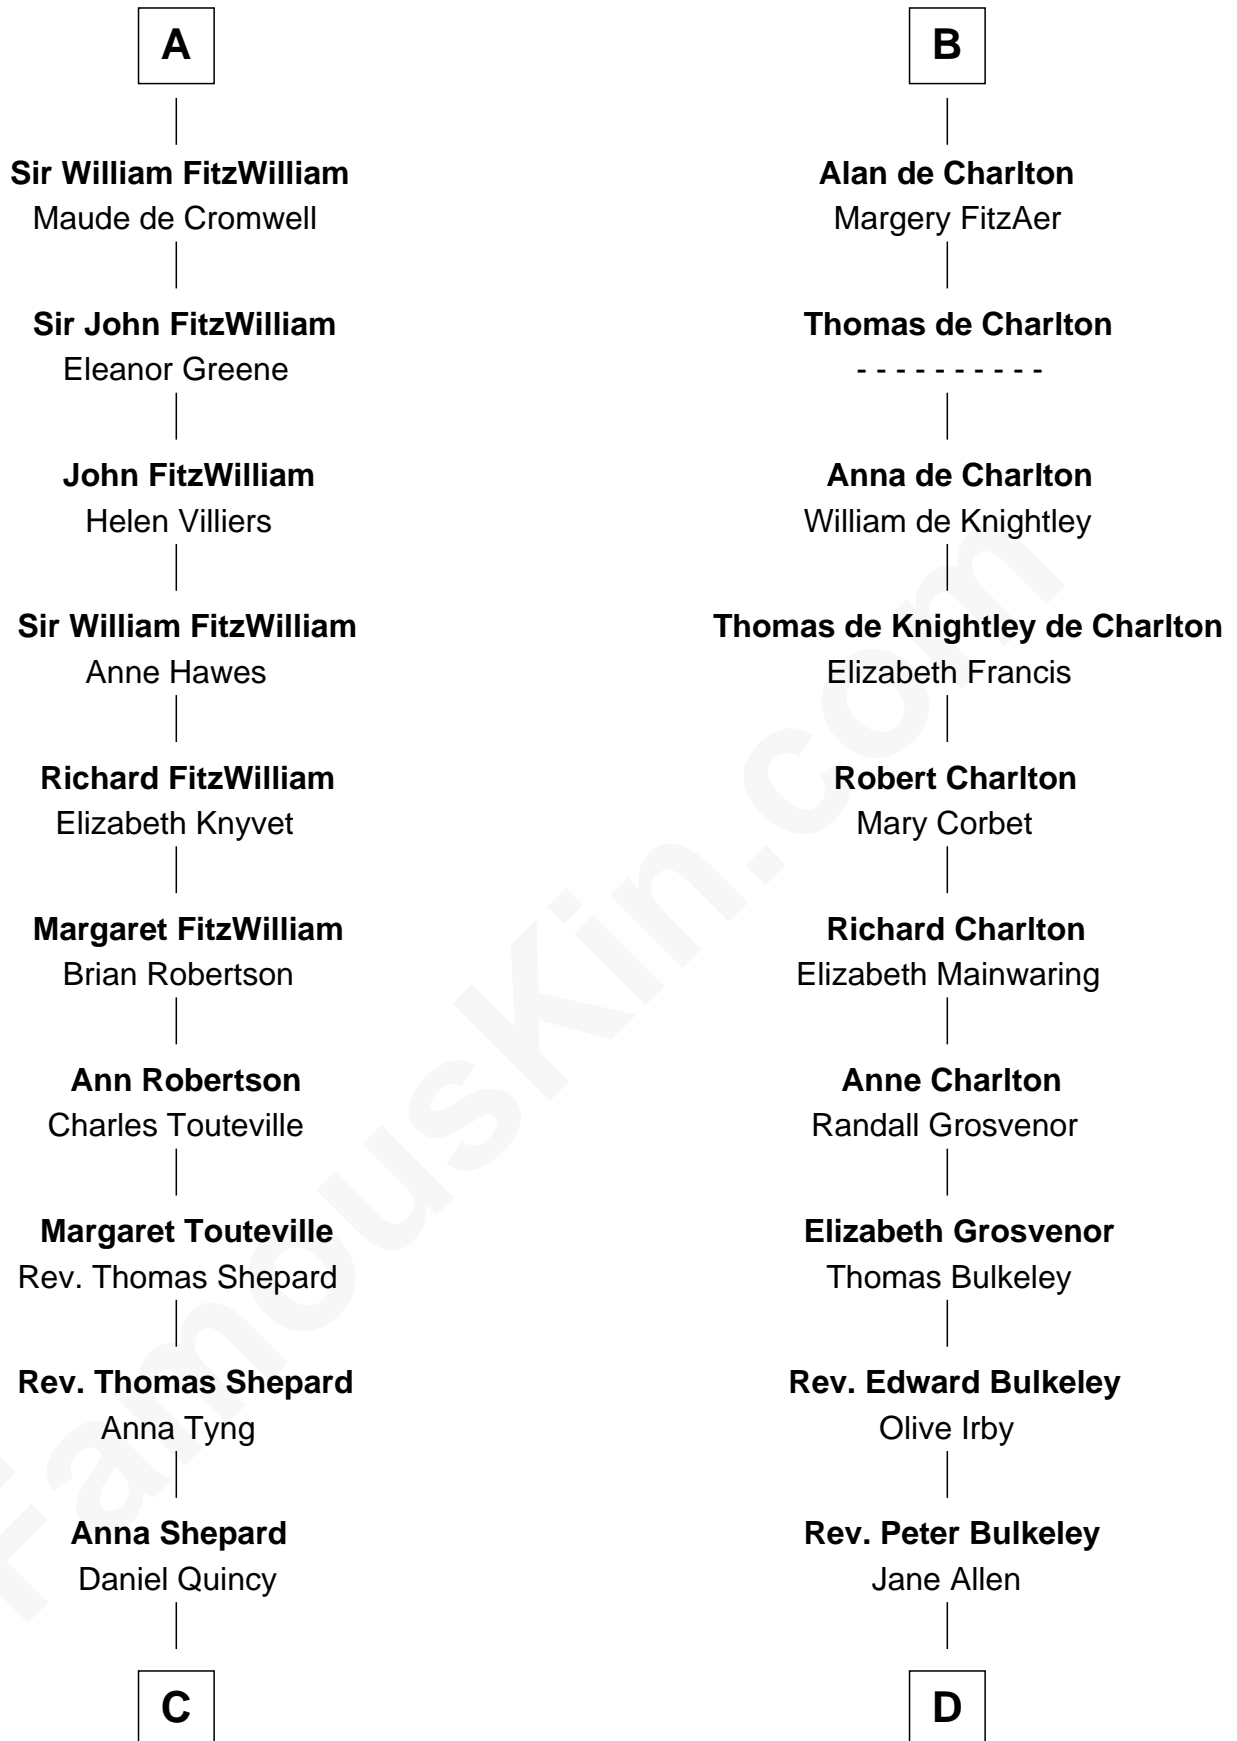 A
Sir William FitzWilliam
Maude de Cromwell
Sir John FitzWilliam
Eleanor Greene
John FitzWilliam
Helen Villiers
Sir William FitzWilliam
Anne Hawes
Richard FitzWilliam
Elizabeth Knyvet
Margaret FitzWilliam
Brian Robertson
Ann Robertson
Charles Touteville
Margaret Touteville
Rev. Thomas Shepard
Rev. Thomas Shepard
Anna Tyng
Anna Shepard
Daniel Quincy
C
B
Alan de Charlton
Margery FitzAer
Thomas de Charlton
- - - - - - - - - -
Anna de Charlton
William de Knightley
Thomas de Knightley de Charlton
Elizabeth Francis
Robert Charlton
Mary Corbet
Richard Charlton
Elizabeth Mainwaring
Anne Charlton
Randall Grosvenor
Elizabeth Grosvenor
Thomas Bulkeley
Rev. Edward Bulkeley
Olive Irby
Rev. Peter Bulkeley
Jane Allen
D
FamousKin.com